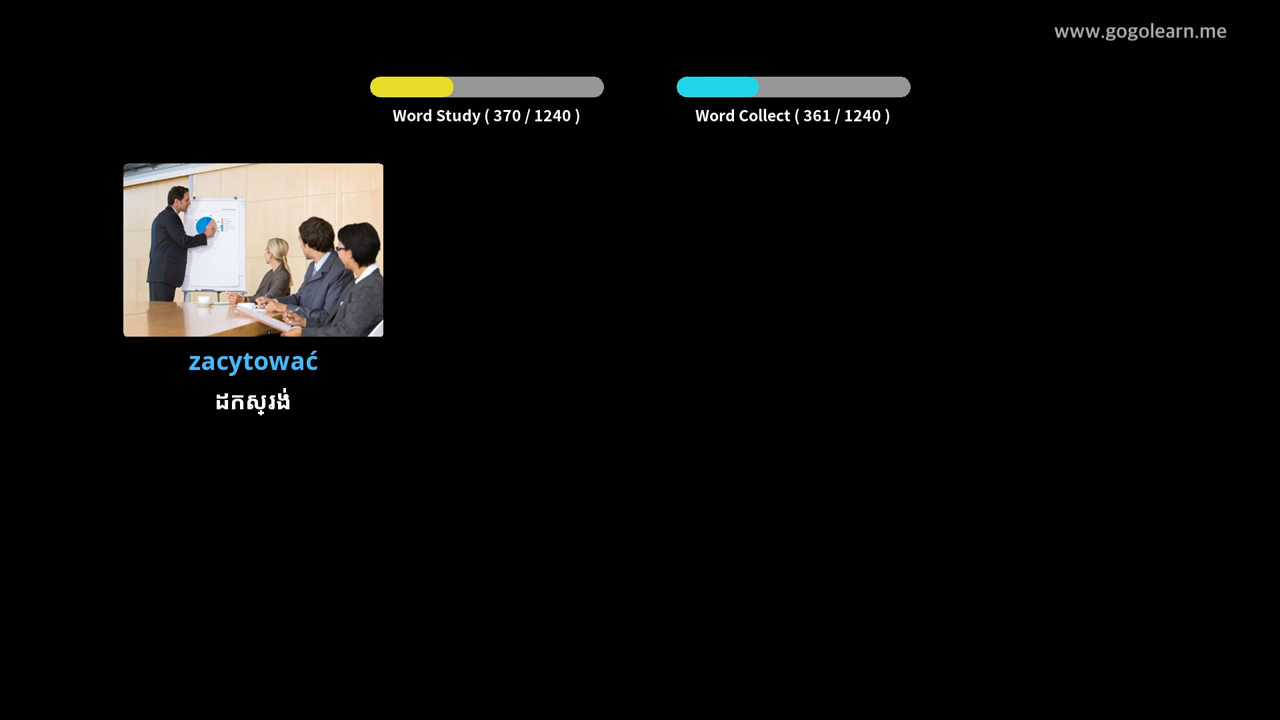 www.gogolearn.me
Word Study ( 370 / 1240 )
Word Collect ( 361 / 1240 )
zacytować
ដកស្រង់